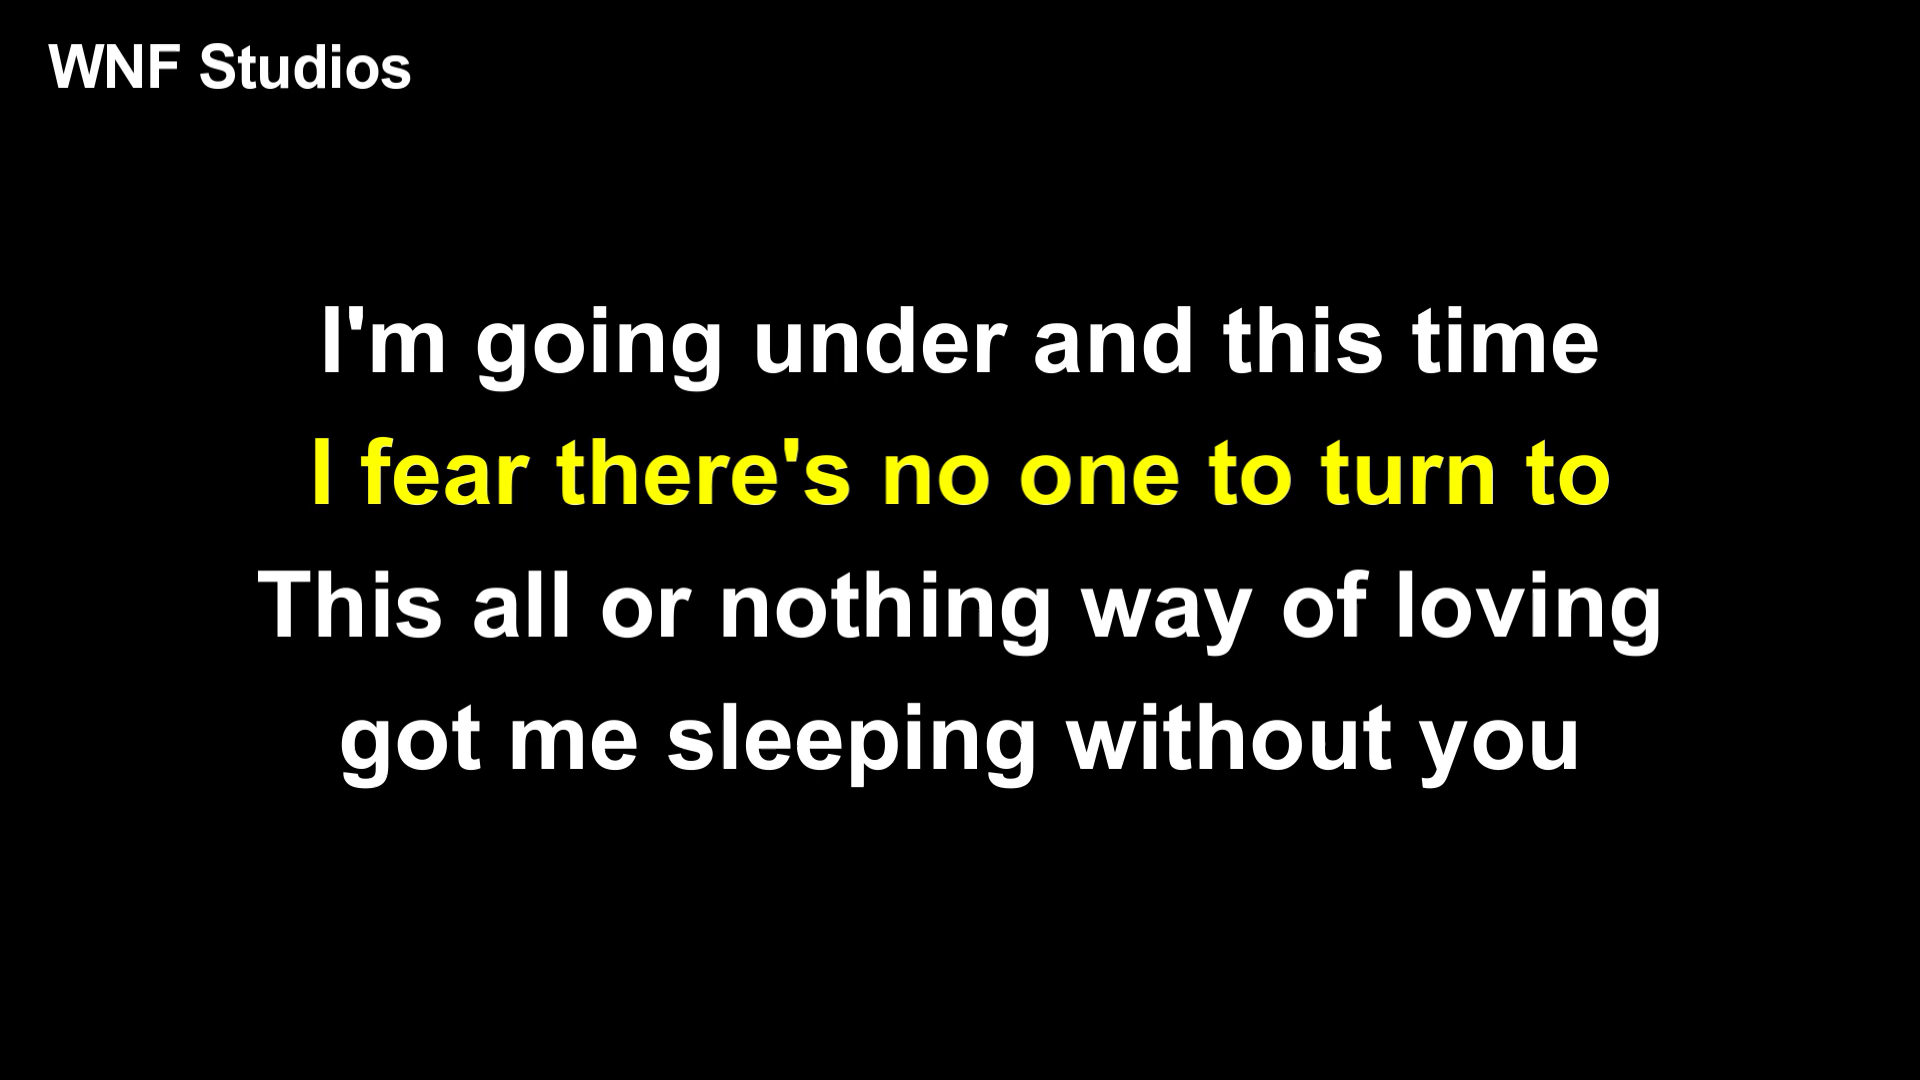 WNF Studios
I'm going under and this time
I fear there's no one to turn to
This all or nothing way of loving
got me sleeping without you